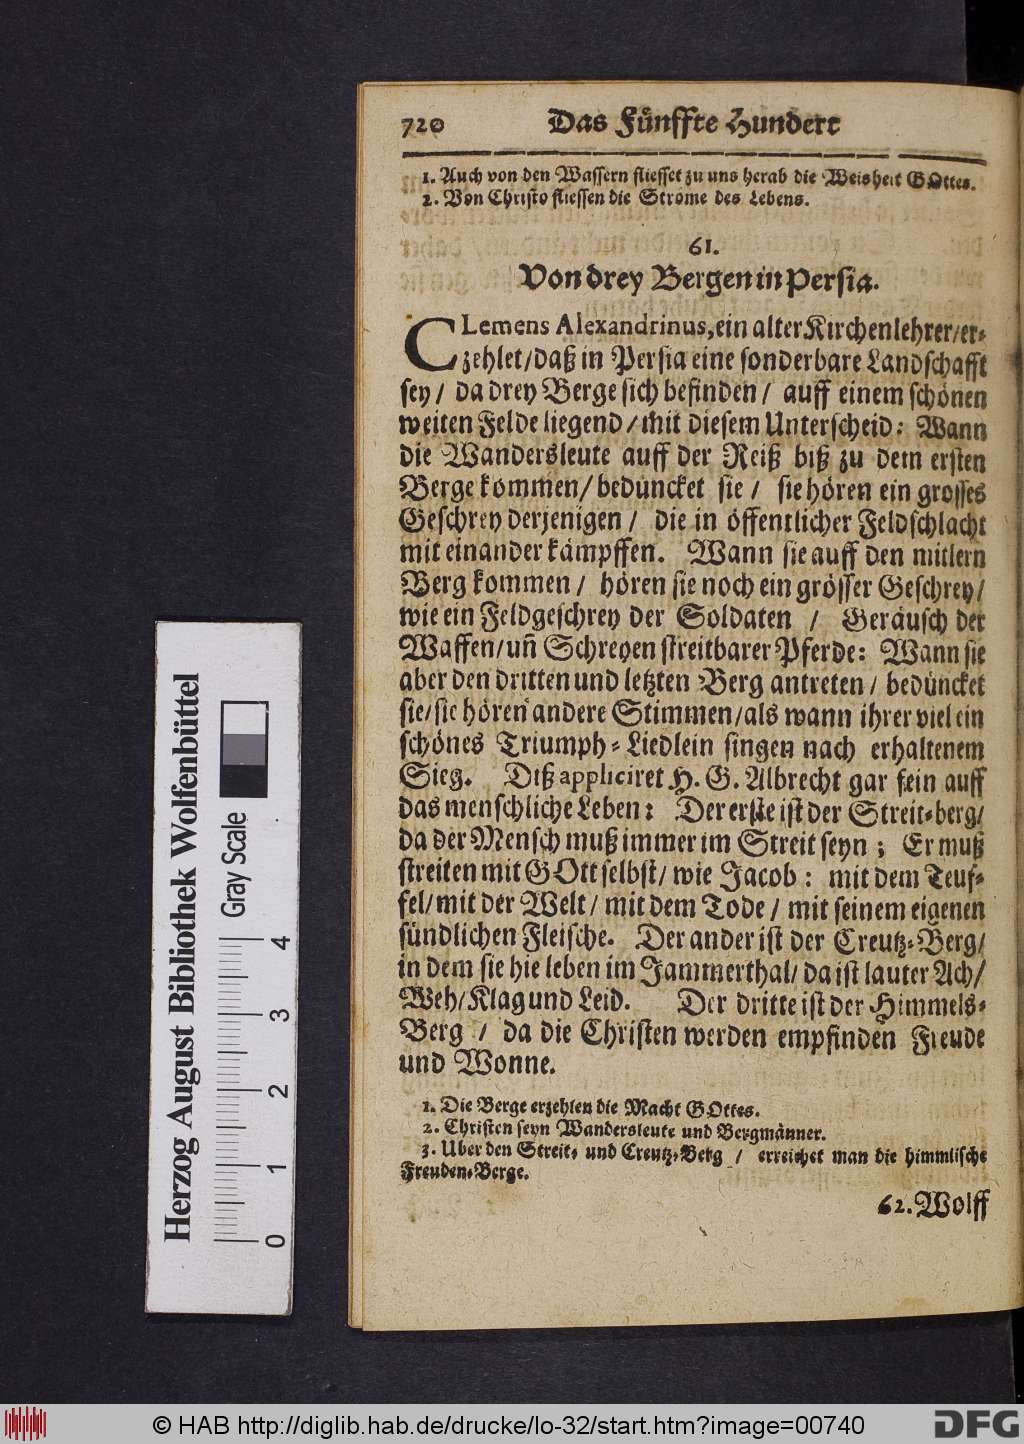 720 Das Fünffte Hundert
1. Auch von den Wassern fliesset zu uns herab die Weisheit GOttes.
2. Von Christo fliessen die Ströme des Lebens.
61.
Von drey Bergen in Persia.
CLemens Alexandrinus, ein alter Kirchenlehrer/ er-
zehlet/ daß in Persia eine sonderbare Landschafft
sey / da drey Berge sich befinden / auff einem schönen
weiten Felde liegend / mit diesem Unterscheid: Wann
die Wandersleute auff der Reiß biß zu dem ersten
Berge kommen/ bedüncket sie / sie hören ein grosses
Geschrey derjenigen / die in öffentlicher Feldschlacht
mit einander kämpffen. Wann sie auff den mitlern
Berg kommen / hören sie noch ein grösser Geschrey/
wie ein Feldgeschrey der Soldaten / Geräusch der
Waffen/ uñ Schreyen streitbarer Pferde: Wann sie
aber den dritten und letzten Berg antreten / bedüncket
sie/ sie hören andere Stimmen/ als wann ihrer viel ein
schönes Triumph-Liedlein singen nach erhaltenem
Sieg. Diß appliciret H. G. Albrecht gar fein auff
das menschliche Leben: Der erste ist der Streit-berg/
da der Mensch muß immer im Streit seyn ; Er muß
streiten mit GOtt selbst/ wie Jacob : mit dem Teuf-
fel/ mit der Welt / mit dem Tode / mit seinem eigenen
sündlichen Fleische. Der ander ist der Creutz-Berg/
in dem sie hie leben im Jammerthal/ da ist lauter Ach/
Weh/ Klag und Leid. Der dritte ist der Himmels-
Berg / da die Christen werden empfinden Freude
und Wonne.
1. Die Berge erzehlen die Macht GOttes.
2. Christen seyn Wandersleute und Bergmänner.
3. Uber den Streit- und Creutz-Berg / erreichet man die himmlische
Freuden-Berge.
62. Wolff
Herzog August Bibliothek Wolfenbüttel
Gray Scale
0 1 2 3 4
© HAB http://diglib.hab.de/drucke/lo-32/start.htm?image=00740
DFG